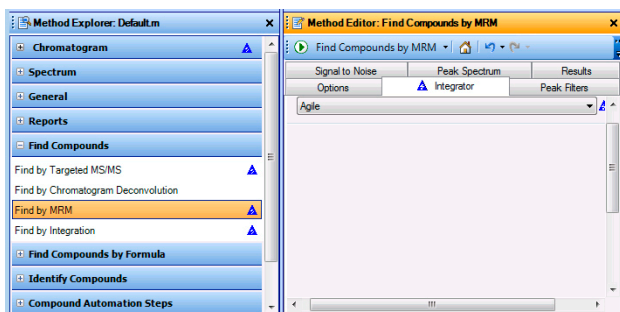 Method Explorer: Default.m
Chromatogram
Spectrum
General
Reports
Find Compounds
Find by Targeted MS/MS
Find by Chromatogram Deconvolution
Find by MRM
Find by Integration
Find Compounds by Formula
Identify Compounds
Compound Automation Steps
Method Editor: Find Compounds by MRM
Find Compounds by MRM
Signal to Noise Peak Spectrum Results
Options Integrator Peak Filters
Agile